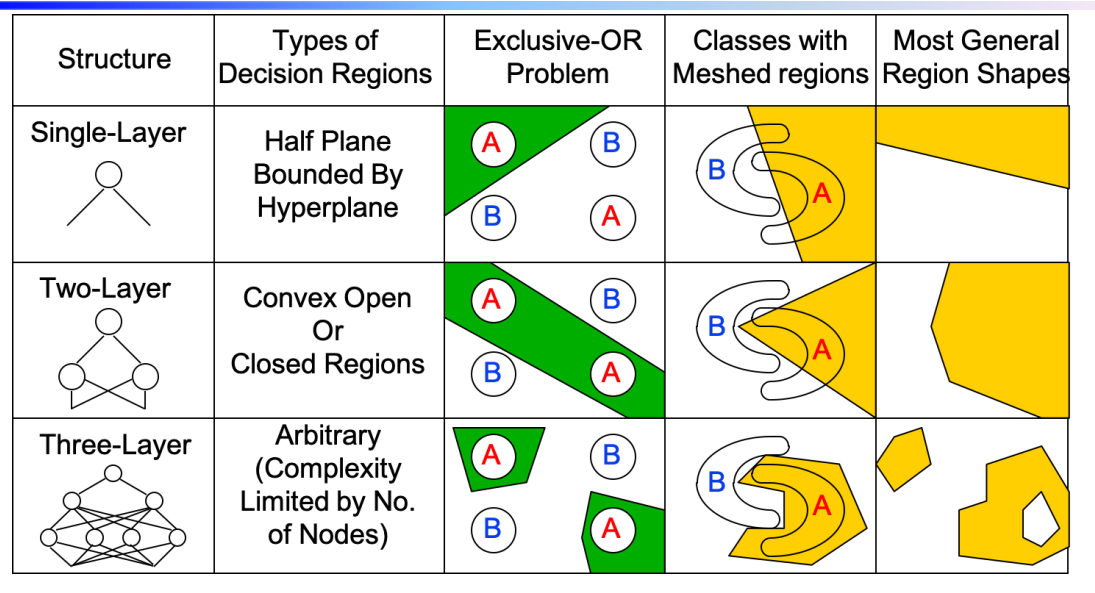 Structure
Types of
Decision Regions
Exclusive-OR
Problem
Classes with
Meshed regions
Most General
Region Shapes
Single-Layer
Half Plane
Bounded By
Hyperplane
A
B
B
A
B
A
Two-Layer
Convex Open
Or
Closed Regions
A
B
B
A
B
A
Three-Layer
Arbitrary
(Complexity
Limited by No.
of Nodes)
A
B
B
A
B
A